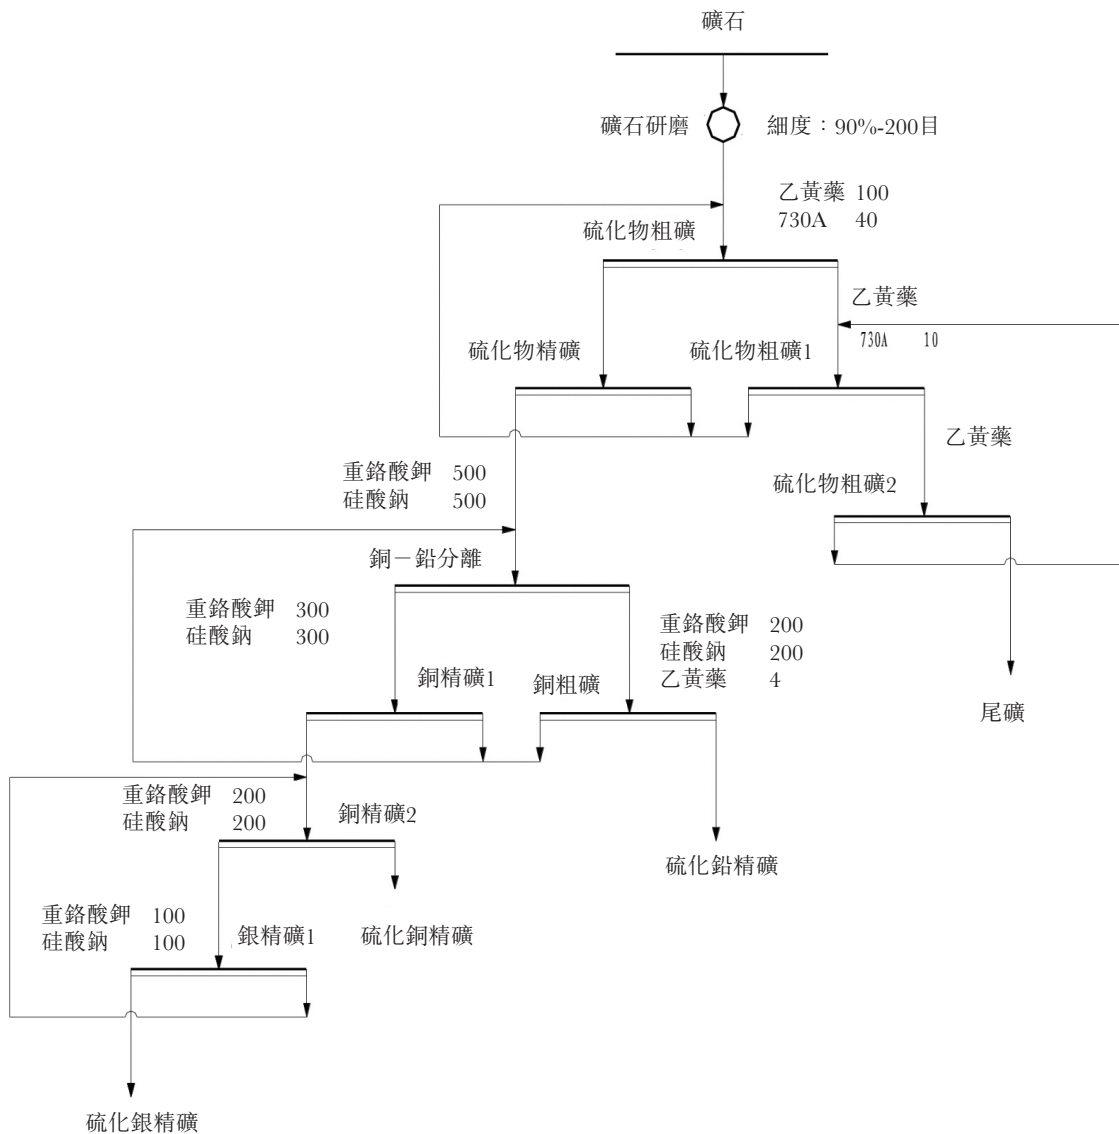 礦石
礦石研磨
細度：90%-200目
乙黃藥 100
730A 40
硫化物粗礦
乙黃藥
730A 10
硫化物精礦
硫化物粗礦1
乙黃藥
重鉻酸鉀 500
硅酸鈉 500
硫化物粗礦2
銅－鉛分離
重鉻酸鉀 300
硅酸鈉 300
重鉻酸鉀 200
硅酸鈉 200
乙黃藥 4
銅精礦1
銅粗礦
尾礦
重鉻酸鉀 200
硅酸鈉 200
銅精礦2
硫化鉛精礦
重鉻酸鉀 100
硅酸鈉 100
銀精礦1
硫化銅精礦
硫化銀精礦